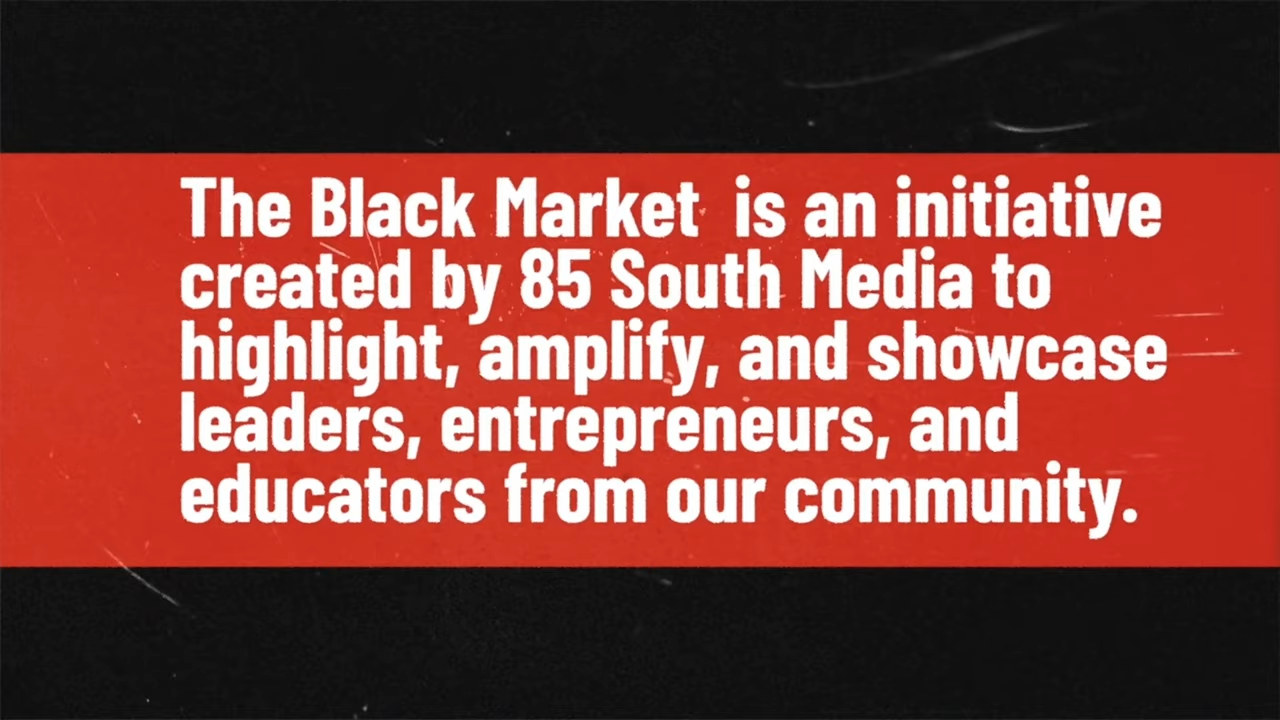 The Black Market  is an initiative
created by 85 South Media to
highlight, amplify, and showcase
leaders, entrepreneurs, and
educators from our community.